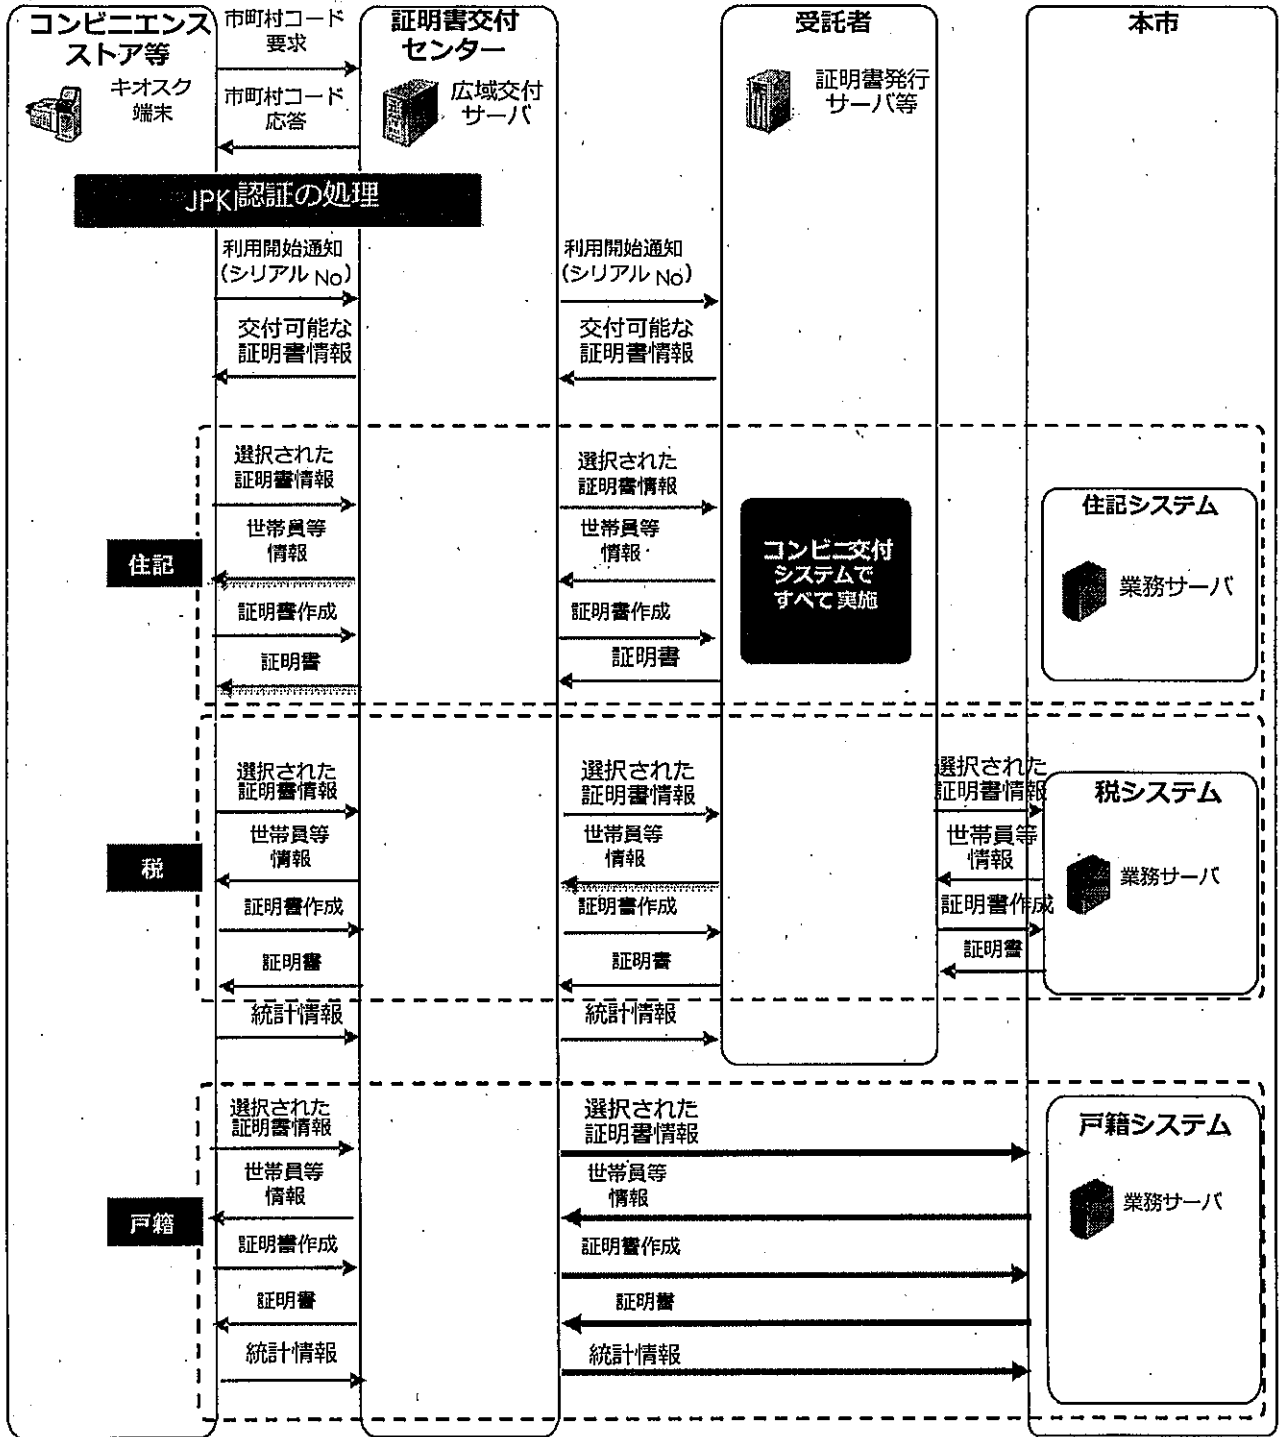 コンビニエンス
ストア等
キオスク
端末
市町村コード
要求
市町村コード
応答
証明書交付
センター
広域交付
サーバ
受託者
証明書発行
サーバ等
本市
JPKI認証の処理
利用開始通知
(シリアル No)
利用開始通知
(シリアル No)
交付可能な
証明書情報
交付可能な
証明書情報
住記
選択された
証明書情報
世帯員等
情報
証明書作成
証明書
選択された
証明書情報
世帯員等
情報
証明書作成
証明書
コンビニ交付
システムで
すべて実施
住記システム
業務サーバ
税
選択された
証明書情報
世帯員等
情報
証明書作成
証明書
統計情報
選択された
証明書情報
世帯員等
情報
証明書作成
証明書
統計情報
選択された
証明書情報
世帯員等
情報
証明書作成
証明書
税システム
業務サーバ
戸籍
選択された
証明書情報
世帯員等
情報
証明書作成
証明書
統計情報
選択された
証明書情報
世帯員等
情報
証明書作成
証明書
統計情報
戸籍システム
業務サーバ